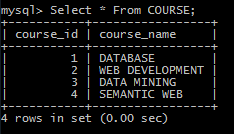 mysql> Select * From COURSE;
+-----------+-----------------+
| course_id | course_name     |
+-----------+-----------------+
|         1 | DATABASE        |
|         2 | WEB DEVELOPMENT |
|         3 | DATA MINING     |
|         4 | SEMANTIC WEB    |
+-----------+-----------------+
4 rows in set (0.00 sec)